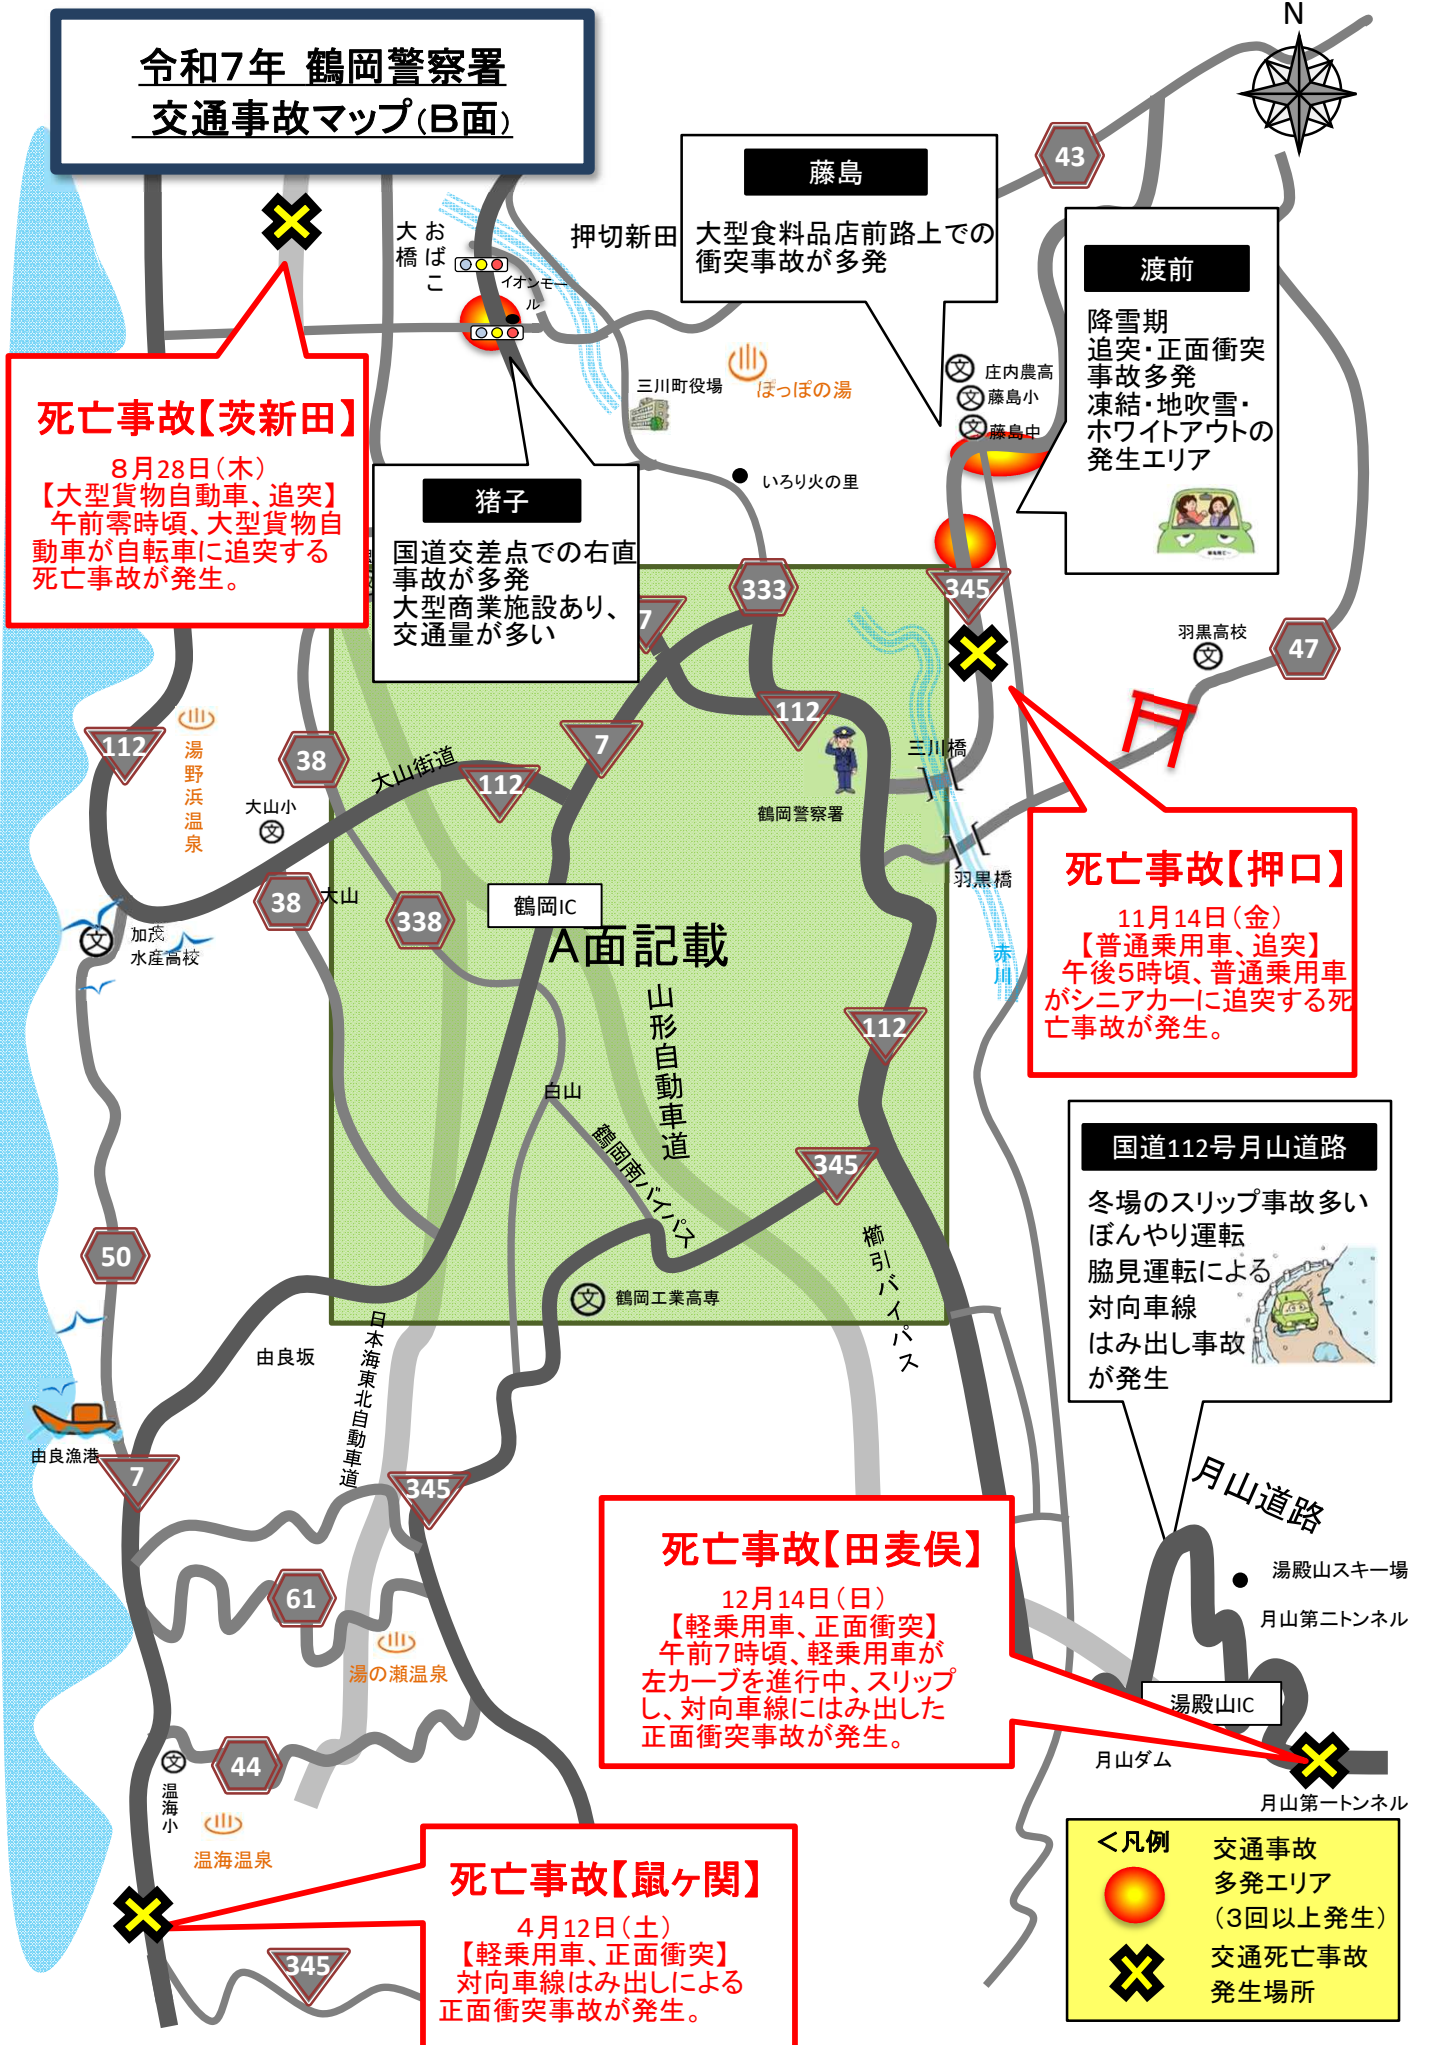 令和7年 鶴岡警察署
交通事故マップ(B面)
N
43
藤島
大型食料品店前路上での
衝突事故が多発
渡前
降雪期
追突・正面衝突
事故多発
凍結・地吹雪・
ホワイトアウトの
発生エリア
おばこ
大橋
押切新田
イオンモー
ル
三川町役場
ぽっぽの湯
庄内農高
藤島小
藤島中
いろり火の里
死亡事故【茨新田】
8月28日(木)
【大型貨物自動車、追突】
午前零時頃、大型貨物自
動車が自転車に追突する
死亡事故が発生。
猪子
国道交差点での右直
事故が多発
大型商業施設あり、
交通量が多い
333
7
345
羽黒高校
47
112
湯野浜温泉
38
大山街道
112
7
112
三川橋
鶴岡警察署
大山小
羽黒橋
38
大山
338
鶴岡IC
A面記載
加茂
水産高校
赤川
死亡事故【押口】
11月14日(金)
【普通乗用車、追突】
午後5時頃、普通乗用車
がシニアカーに追突する死
亡事故が発生。
山形自動車道
112
白山
鶴岡南バイパス
345
櫛引バイパス
国道112号月山道路
冬場のスリップ事故多い
ぼんやり運転
脇見運転による
対向車線
はみ出し事故
が発生
50
鶴岡工業高専
由良坂
日本海東北自動車道
由良漁港
7
345
月山道路
湯殿山スキー場
月山第二トンネル
死亡事故【田麦俣】
12月14日(日)
【軽乗用車、正面衝突】
午前7時頃、軽乗用車が
左カーブを進行中、スリップ
し、対向車線にはみ出した
正面衝突事故が発生。
61
湯の瀬温泉
湯殿山IC
月山ダム
月山第一トンネル
44
温海小
温海温泉
死亡事故【鼠ヶ関】
4月12日(土)
【軽乗用車、正面衝突】
対向車線はみ出しによる
正面衝突事故が発生。
345
<凡例
交通事故
多発エリア
(3回以上発生)
交通死亡事故
発生場所